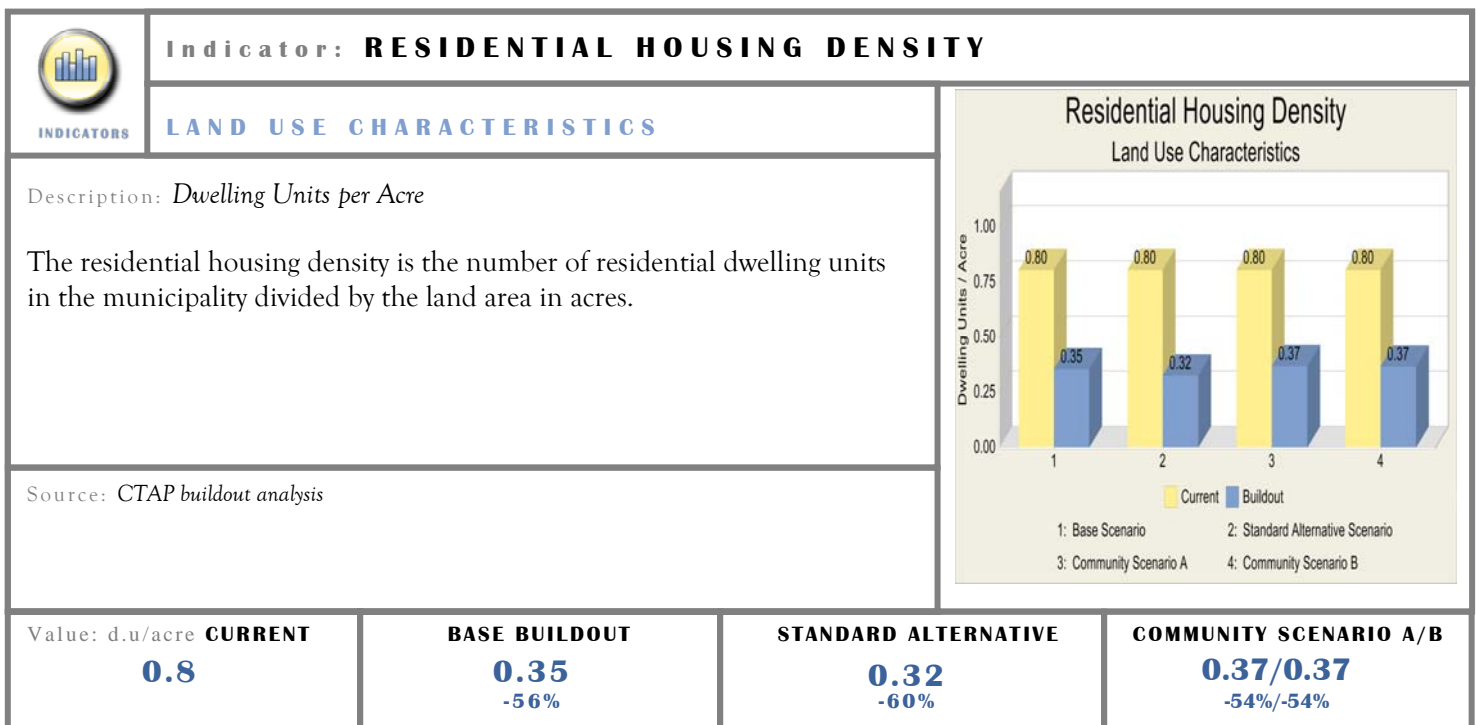 Indicator: RESIDENTIAL HOUSING DENSITY
INDICATORS
LAND USE CHARACTERISTICS
Description: Dwelling Units per Acre
The residential housing density is the number of residential dwelling units
in the municipality divided by the land area in acres.
Source: CTAP buildout analysis
Residential Housing Density
Land Use Characteristics
Dwelling Units / Acre
1.00
0.75
0.50
0.25
0.00
0.80
0.35
0.80
0.32
0.80
0.37
0.80
0.37
1 2 3 4
Current Buildout
1: Base Scenario 2: Standard Alternative Scenario
3: Community Scenario A 4: Community Scenario B
Value: d.u/acre CURRENT
0.8
BASE BUILDOUT
0.35
-56%
STANDARD ALTERNATIVE
0.32
-60%
COMMUNITY SCENARIO A/B
0.37/0.37
-54%/-54%